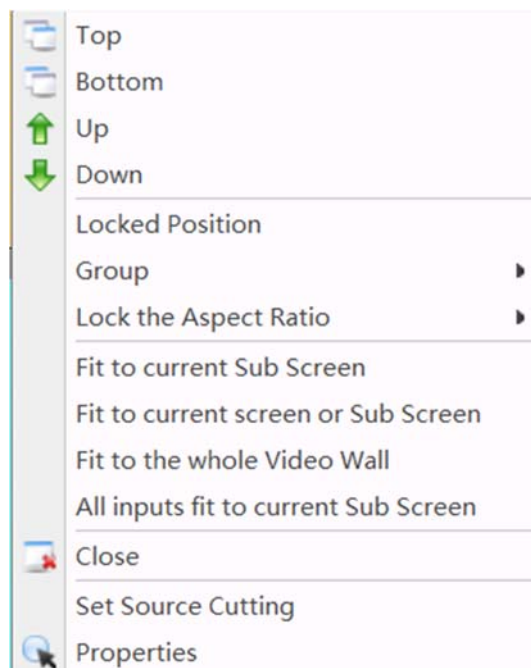 Top
Bottom
Up
Down
Locked Position
Group
Lock the Aspect Ratio
Fit to current Sub Screen
Fit to current screen or Sub Screen
Fit to the whole Video Wall
All inputs fit to current Sub Screen
Close
Set Source Cutting
Properties